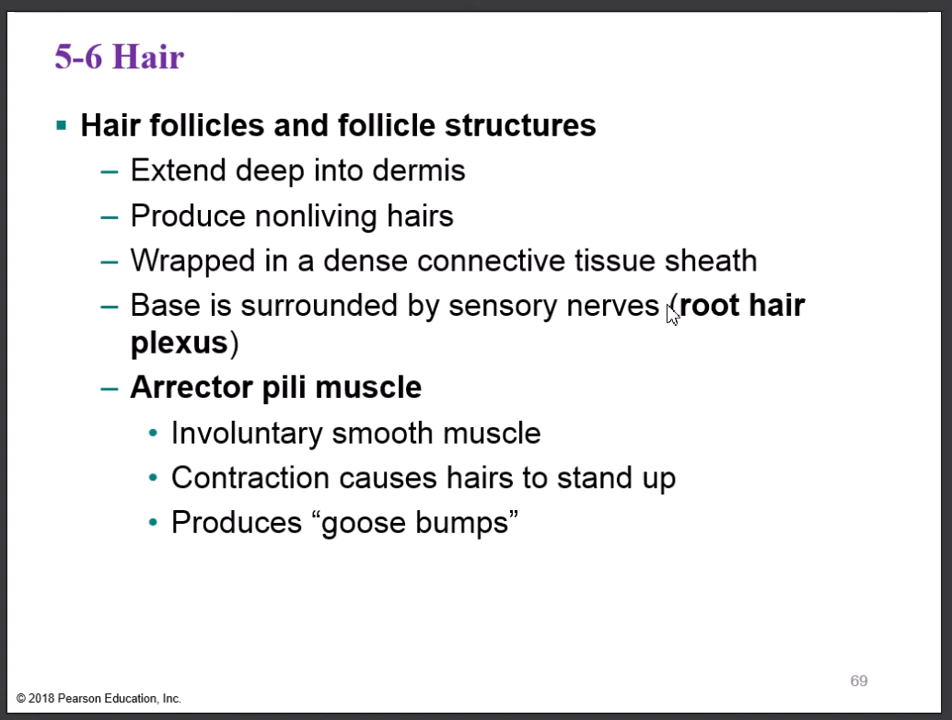 5-6 Hair
▪ Hair follicles and follicle structures
– Extend deep into dermis
– Produce nonliving hairs
– Wrapped in a dense connective tissue sheath
– Base is surrounded by sensory nerves (root hair
plexus)
– Arrector pili muscle
• Involuntary smooth muscle
• Contraction causes hairs to stand up
• Produces “goose bumps”
69
© 2018 Pearson Education, Inc.